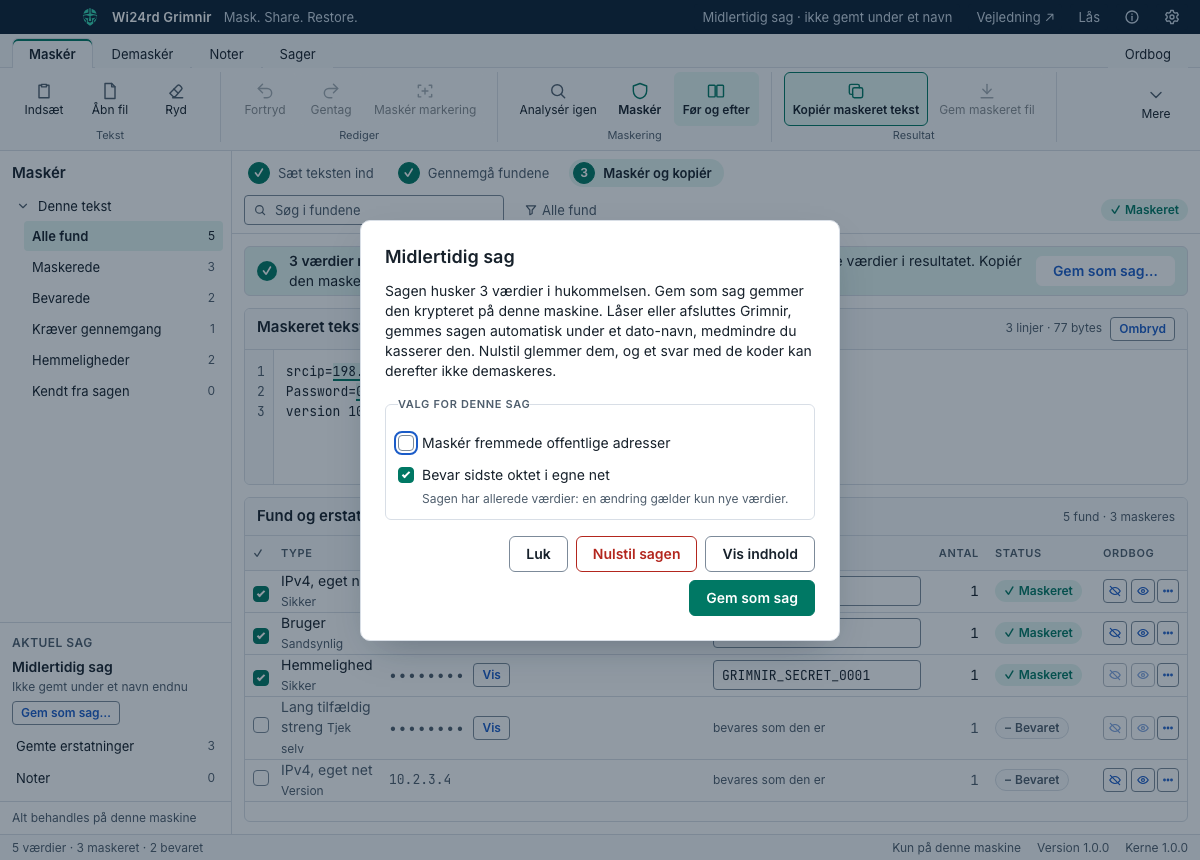 Wi24rd Grimnir Mask. Share. Restore. Midlertidig sag · ikke gemt under et navn Vejledning ↗ Lås
Maskér Demaskér Noter Sager Ordbog
Indsæt Åbn fil Ryd Fortryd Gentag Maskér markering Analysér igen Maskér Før og efter Kopiér maskeret tekst Gem maskeret fil Mere
Tekst Rediger Maskering Resultat
Maskér
Denne tekst
Alle fund 5
Maskerede 3
Bevarede 2
Kræver gennemgang 1
Hemmeligheder 2
Kendt fra sagen 0
AKTUEL SAG
Midlertidig sag
Ikke gemt under et navn endnu
Gem som sag…
Gemte erstatninger 3
Noter 0
Alt behandles på denne maskine
Sæt teksten ind Gennemgå fundene 3 Maskér og kopiér
Søg i fundene Alle fund ✓ Maskeret
3 værdier værdier i resultatet. Kopiér
den maske
Gem som sag…
Maskeret teks 3 linjer · 77 bytes Ombryd
1 srcip=198.
2 Password=
3 version 10
Midlertidig sag
Sagen husker 3 værdier i hukommelsen. Gem som sag gemmer
den krypteret på denne maskine. Låser eller afsluttes Grimnir,
gemmes sagen automatisk under et dato-navn, medmindre du
kasserer den. Nulstil glemmer dem, og et svar med de koder kan
derefter ikke demaskeres.
VALG FOR DENNE SAG
Maskér fremmede offentlige adresser
Bevar sidste oktet i egne net
Sagen har allerede værdier: en ændring gælder kun nye værdier.
Luk Nulstil sagen Vis indhold
Gem som sag
Fund og erstat 5 fund · 3 maskeres
✓ TYPE ANTAL STATUS ORDBOG
IPv4, eget n 1 ✓ Maskeret
Sikker
Bruger 1 ✓ Maskeret
Sandsynlig
Hemmelighed •••••••• Vis GRIMNIR_SECRET_0001 1 ✓ Maskeret
Sikker
Lang tilfældig
streng Tjek •••••••• Vis bevares som den er 1 – Bevaret
selv
IPv4, eget net 10.2.3.4 bevares som den er 1 – Bevaret
Version
5 værdier · 3 maskeret · 2 bevaret Kun på denne maskine Version 1.0.0 Kerne 1.0.0